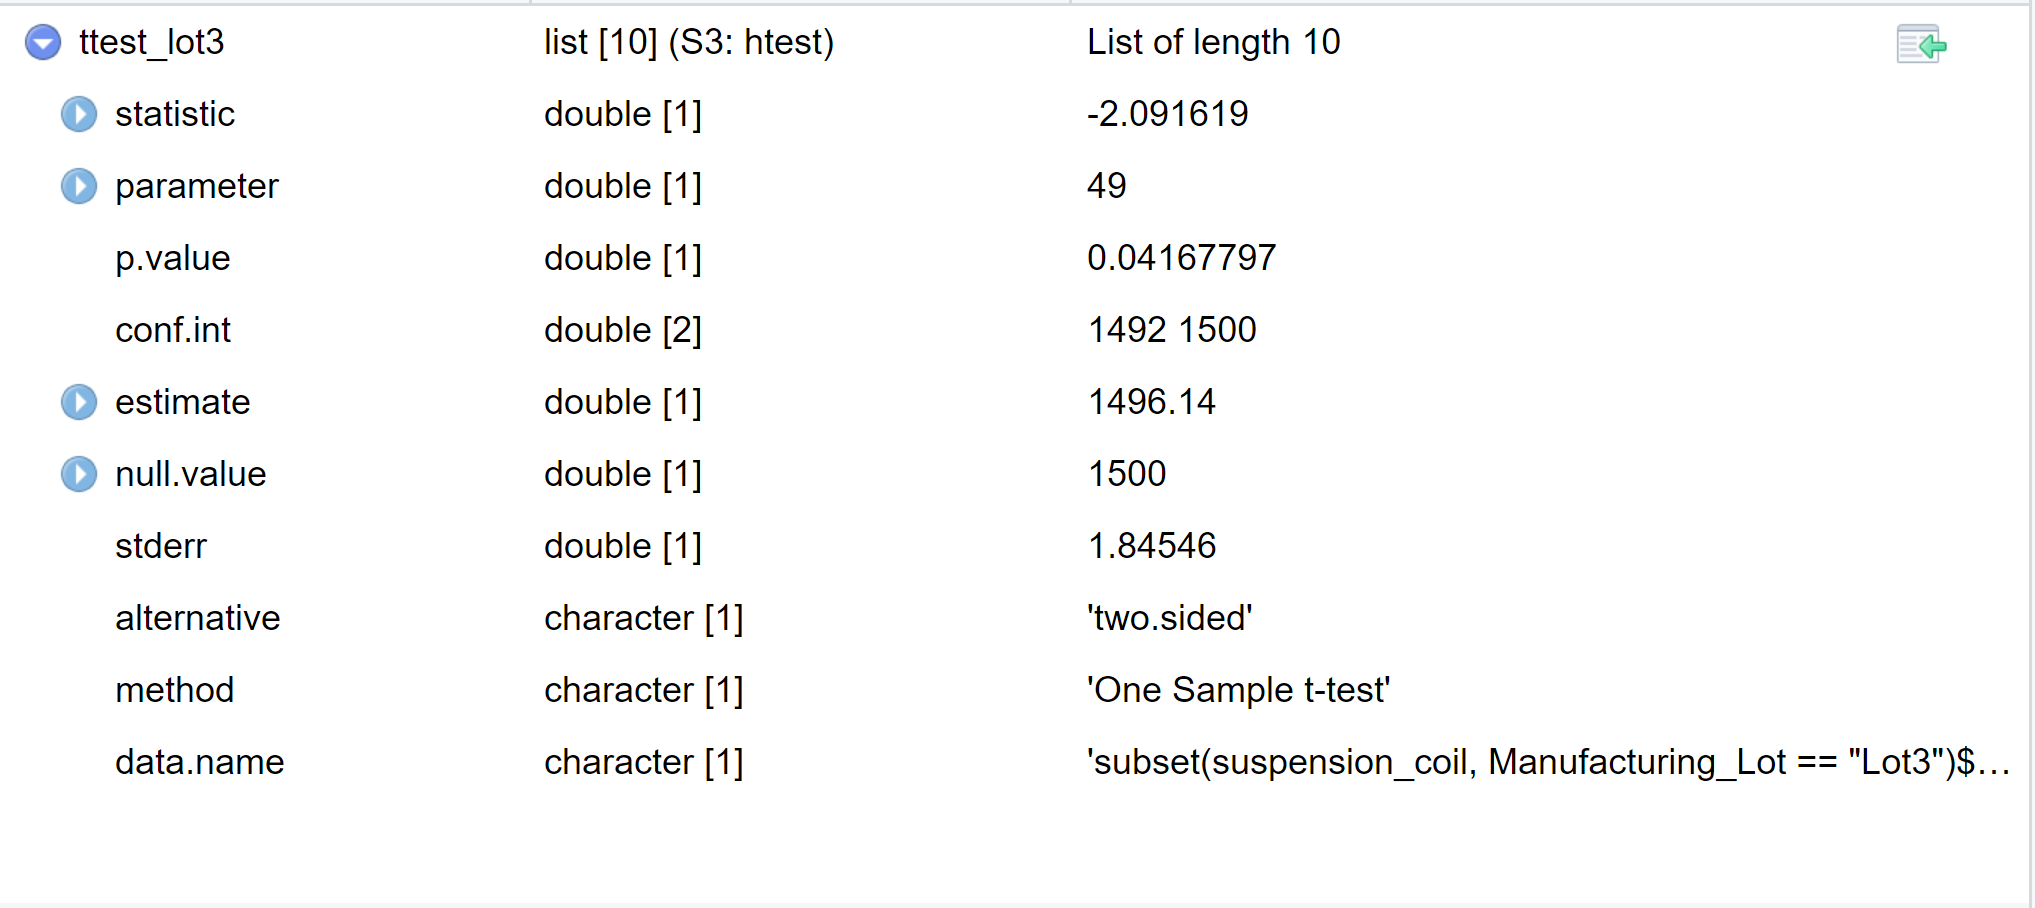 ttest_lot3 list [10] (S3: htest) List of length 10
statistic double [1] -2.091619
parameter double [1] 49
p.value double [1] 0.04167797
conf.int double [2] 1492 1500
estimate double [1] 1496.14
null.value double [1] 1500
stderr double [1] 1.84546
alternative character [1] 'two.sided'
method character [1] 'One Sample t-test'
data.name character [1] 'subset(suspension_coil, Manufacturing_Lot == "Lot3")$...